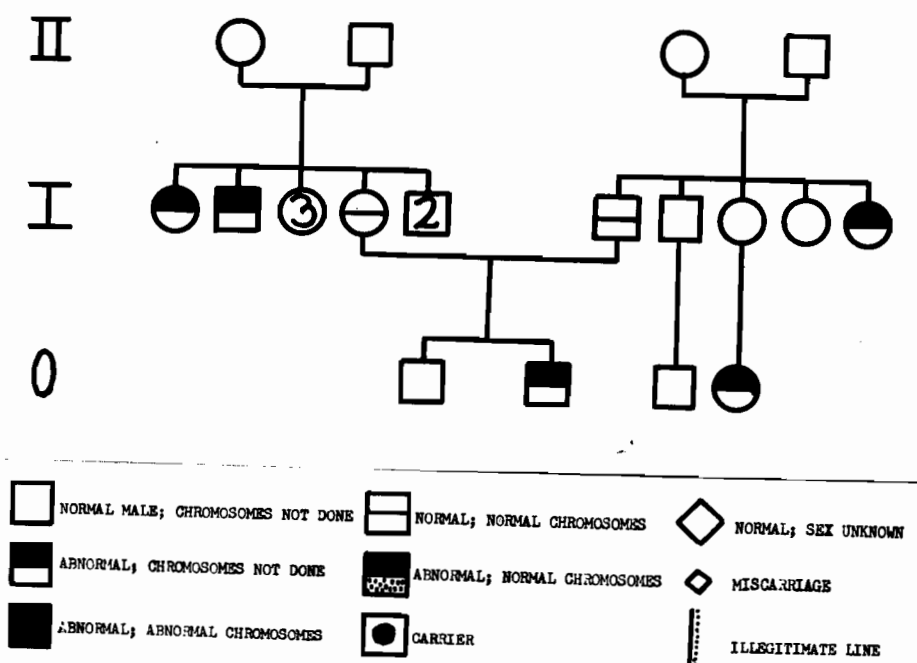 II
I
3
2
0
NORMAL MALE; CHROMOSOMES NOT DONE
NORMAL; NORMAL CHROMOSOMES
NORMAL; SEX UNKNOWN
ABNORMAL; CHROMOSOMES NOT DONE
ABNORMAL; NORMAL CHROMOSOMES
MISCARRIAGE
ABNORMAL; ABNORMAL CHROMOSOMES
CARRIER
ILLEGITIMATE LINE